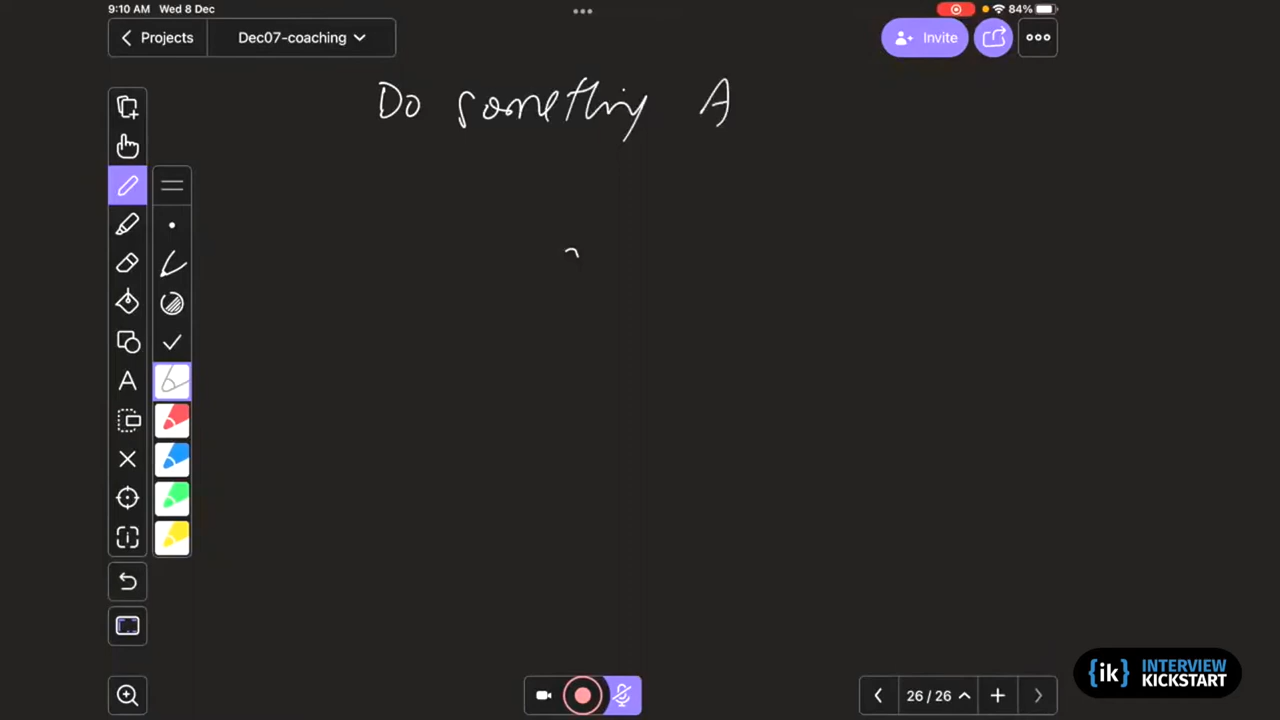 9:10 AM Wed 8 Dec
84%
Projects
Dec07-coaching
Invite
Do something A
A
26 / 26
{ik} INTERVIEW
KICKSTART